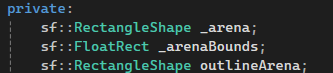 private:
    sf::RectangleShape _arena;
    sf::FloatRect _arenaBounds;
    sf::RectangleShape outlineArena;